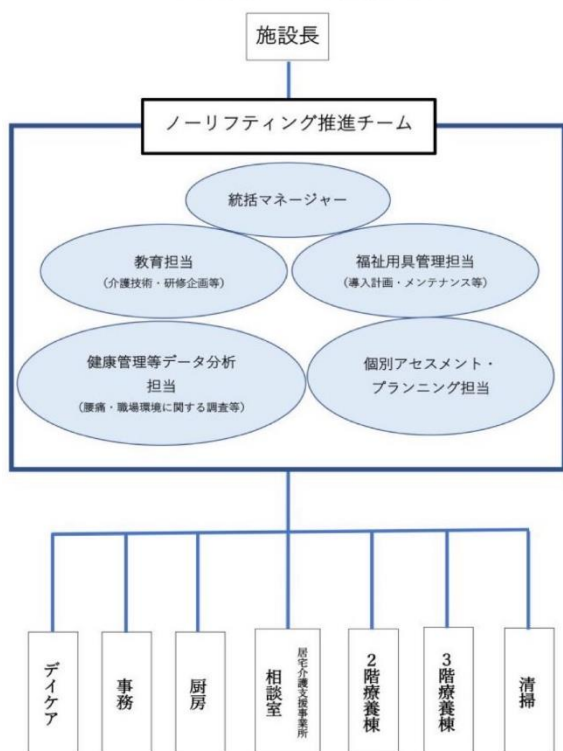 施設長
ノーリフティング推進チーム
統括マネージャー
教育担当
（介護技術・研修企画等）
福祉用具管理担当
（導入計画・メンテナンス等）
健康管理等データ分析
担当
（腰痛・職場環境に関する調査等）
個別アセスメント・
プランニング担当
デイケア
事務
厨房
居宅介護支援事業所
相談室
2階療養棟
3階療養棟
清掃